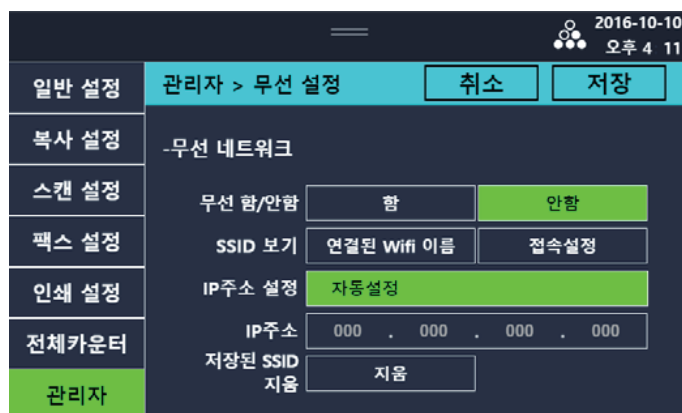 2016-10-10
오후 4 11
일반 설정
관리자 > 무선 설정
취소
저장
복사 설정
-무선 네트워크
스캔 설정
무선 함/안함
함
안함
팩스 설정
SSID 보기
연결된 Wifi 이름
접속설정
인쇄 설정
IP주소 설정
자동설정
전체카운터
IP주소
000 . 000 . 000 . 000
저장된 SSID
지움
지움
관리자